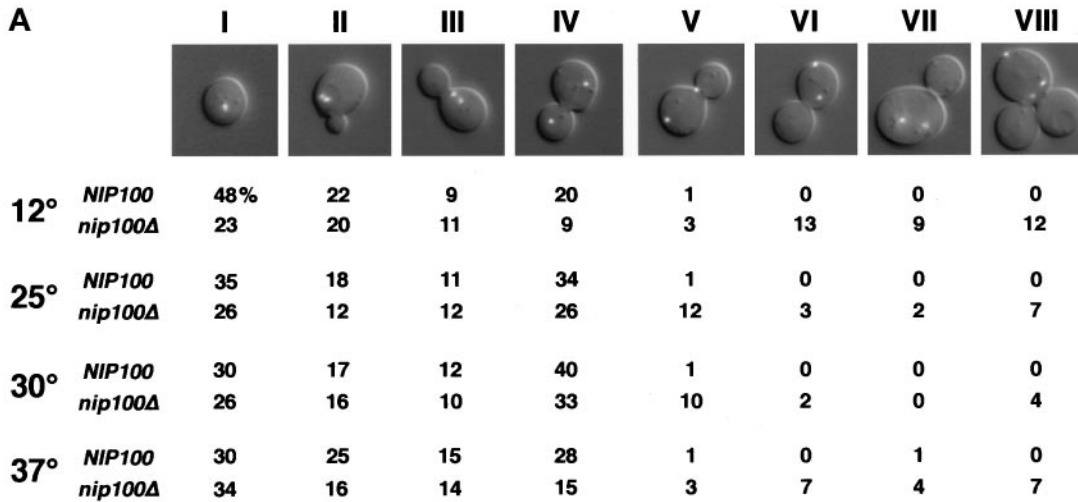 A I II III IV V VI VII VIII
12° NIP100 48% 22 9 20 1 0 0 0
nip100Δ 23 20 11 9 3 13 9 12
25° NIP100 35 18 11 34 1 0 0 0
nip100Δ 26 12 12 26 12 3 2 7
30° NIP100 30 17 12 40 1 0 0 0
nip100Δ 26 16 10 33 10 2 0 4
37° NIP100 30 25 15 28 1 0 1 0
nip100Δ 34 16 14 15 3 7 4 7